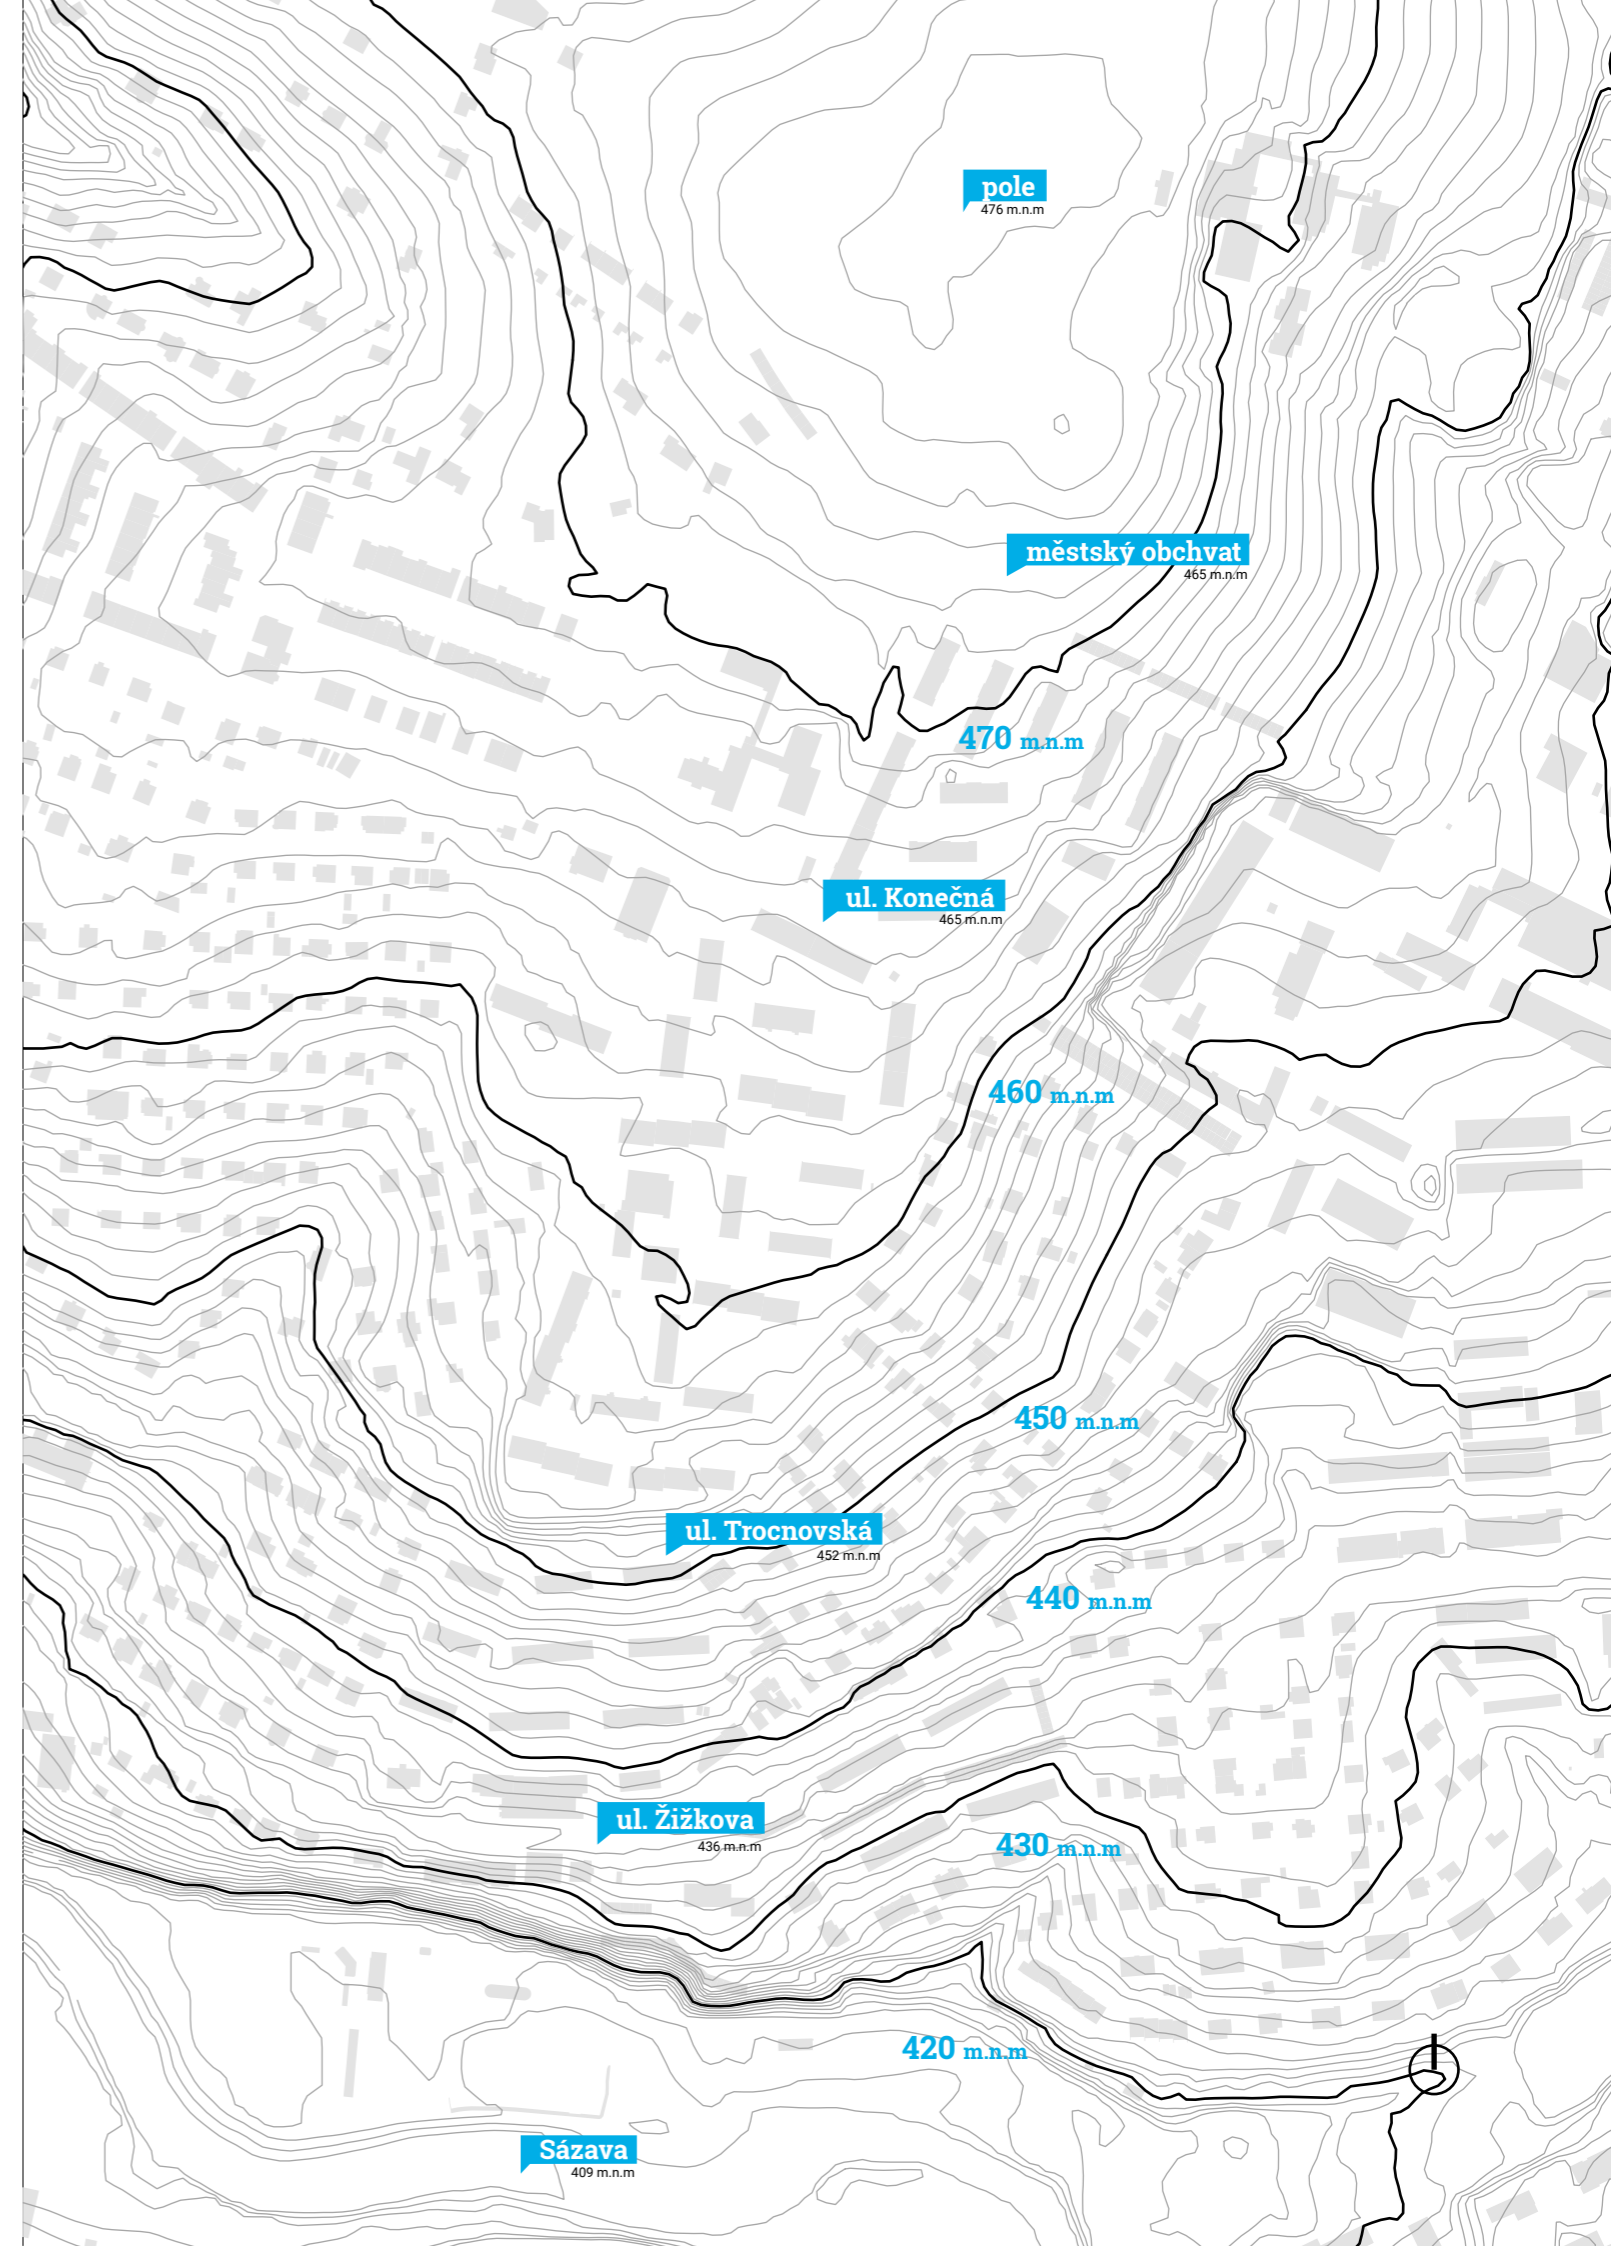 pole
476 m.n.m
městský obchvat
465 m.n.m
470 m.n.m
ul. Konečná
465 m.n.m
460 m.n.m
450 m.n.m
ul. Trocnovská
452 m.n.m
440 m.n.m
ul. Žižkova
436 m.n.m
430 m.n.m
420 m.n.m
Sázava
409 m.n.m